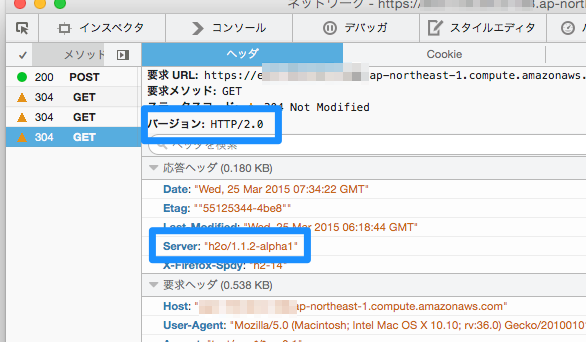 ネットワーク - https://
.ap-north
インスペクタ コンソール デバッガ スタイルエディタ
✓ メソッド ヘッダ Cookie
200 POST
304 GET
304 GET
304 GET
要求 URL: https://e ap-northeast-1.compute.amazonaws.
要求メソッド: GET
ステータスコード: 304 Not Modified
バージョン: HTTP/2.0
ヘッダを検索
応答ヘッダ (0.180 KB)
Date: "Wed, 25 Mar 2015 07:34:22 GMT"
Etag: ""55125344-4be8""
Last-Modified: "Wed, 25 Mar 2015 06:18:44 GMT"
Server: "h2o/1.1.2-alpha1"
X-Firefox-Spdy: "h2-14"
要求ヘッダ (0.538 KB)
Host: " ap-northeast-1.compute.amazonaws.com"
User-Agent: "Mozilla/5.0 (Macintosh; Intel Mac OS X 10.10; rv:36.0) Gecko/2010010